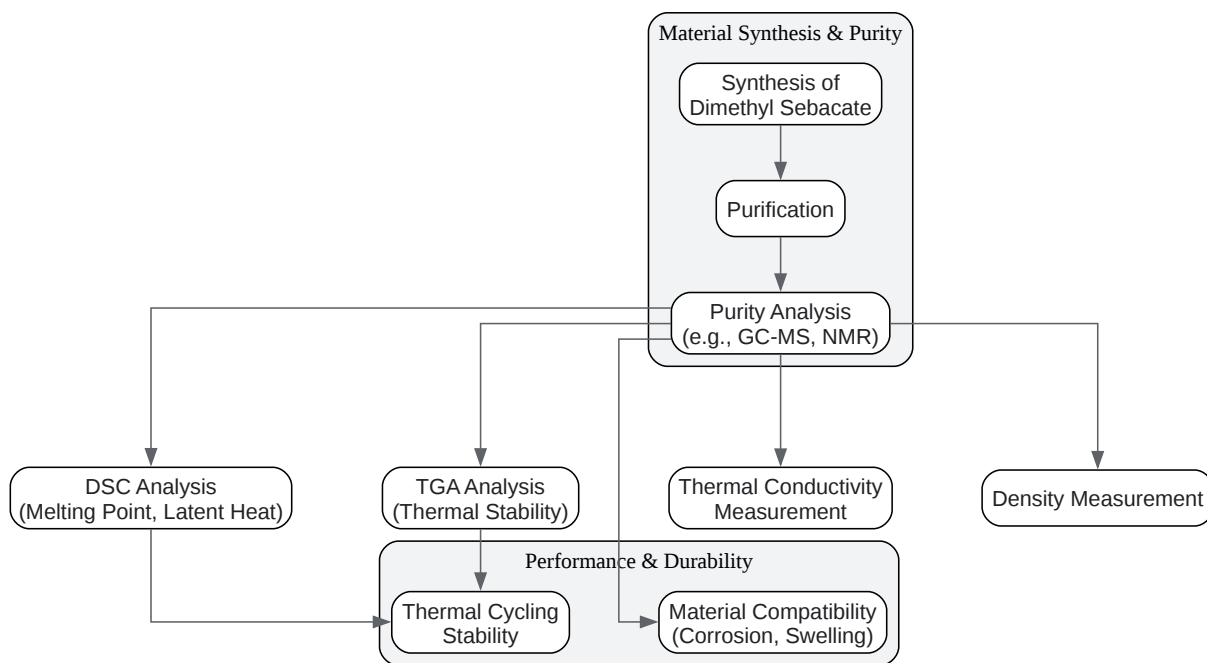 Material Synthesis & Purity
Synthesis of
Dimethyl Sebacate
Purification
Purity Analysis
(e.g., GC-MS, NMR)
DSC Analysis
(Melting Point, Latent Heat)
TGA Analysis
(Thermal Stability)
Thermal Conductivity
Measurement
Density Measurement
Performance & Durability
Thermal Cycling
Stability
Material Compatibility
(Corrosion, Swelling)